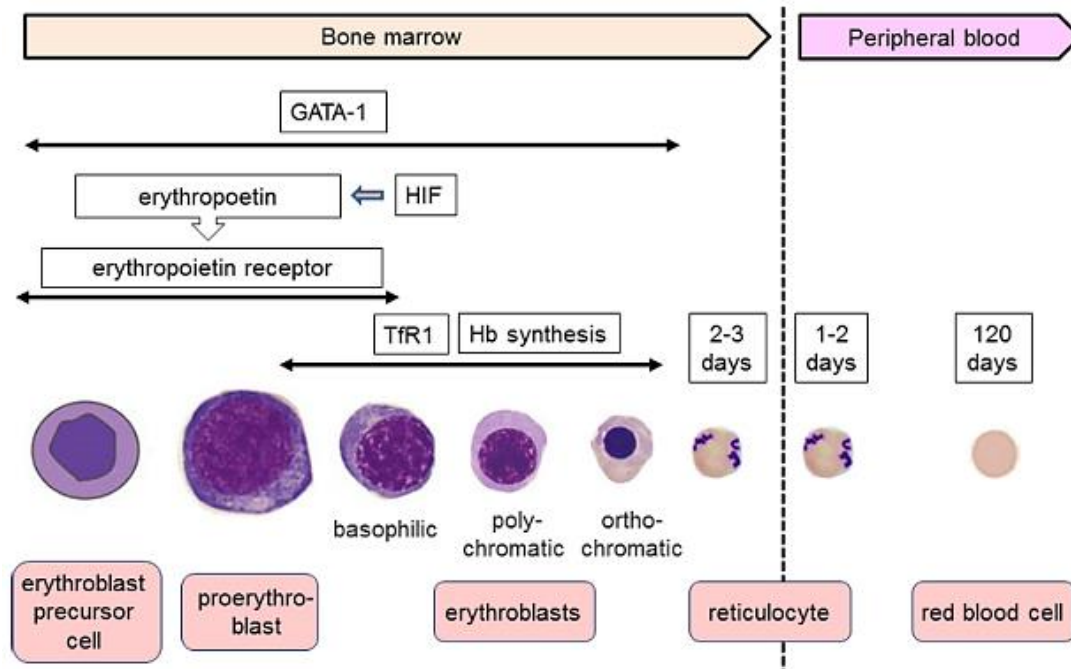 Bone marrow
Peripheral blood
GATA-1
erythropoetin
HIF
erythropoietin receptor
TfR1
Hb synthesis
2-3
days
1-2
days
120
days
basophilic
poly-
chromatic
ortho-
chromatic
erythroblast
precursor
cell
proerythro-
blast
erythroblasts
reticulocyte
red blood cell